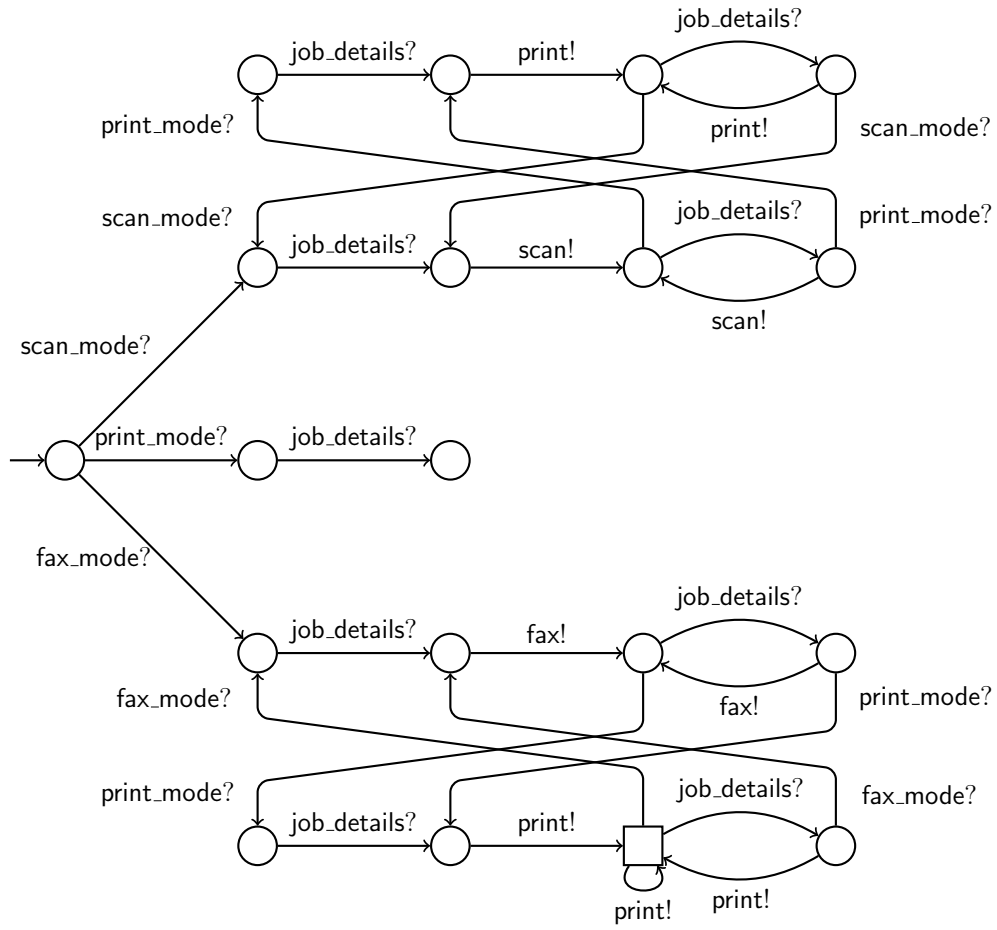 job_details?
job_details?
print!
print_mode?
print!
scan_mode?
scan_mode?
job_details?
print_mode?
job_details?
scan!
scan!
scan_mode?
print_mode?
job_details?
fax_mode?
job_details?
job_details?
fax!
fax_mode?
fax!
print_mode?
print_mode?
job_details?
fax_mode?
job_details?
print!
print!
print!